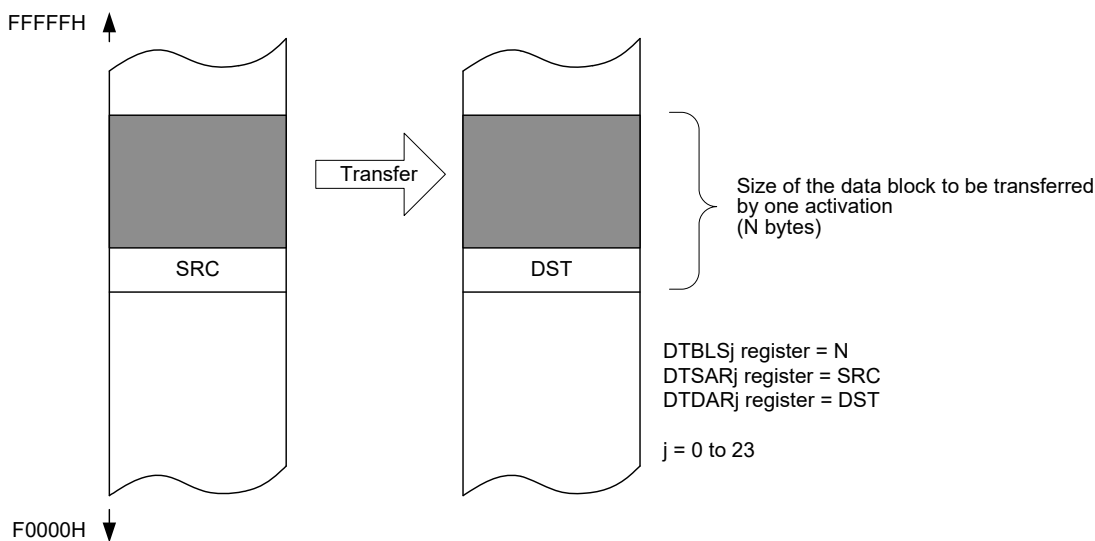 FFFFFH
Transfer
Size of the data block to be transferred
by one activation
(N bytes)
SRC
DST
DTBLSj register = N
DTSARj register = SRC
DTDARj register = DST
j = 0 to 23
F0000H